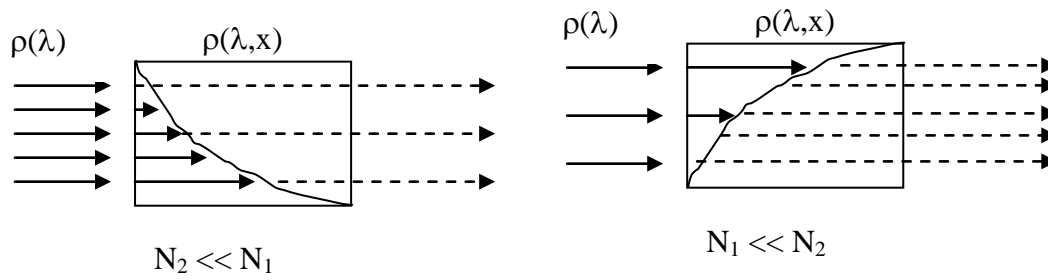 ρ(λ) ρ(λ,x)
N₂ << N₁
ρ(λ) ρ(λ,x)
N₁ << N₂